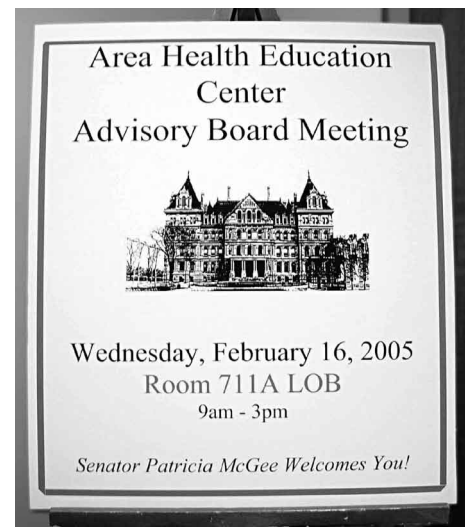 Area Health Education
Center
Advisory Board Meeting
Wednesday, February 16, 2005
Room 711A LOB
9am - 3pm
Senator Patricia McGee Welcomes You!